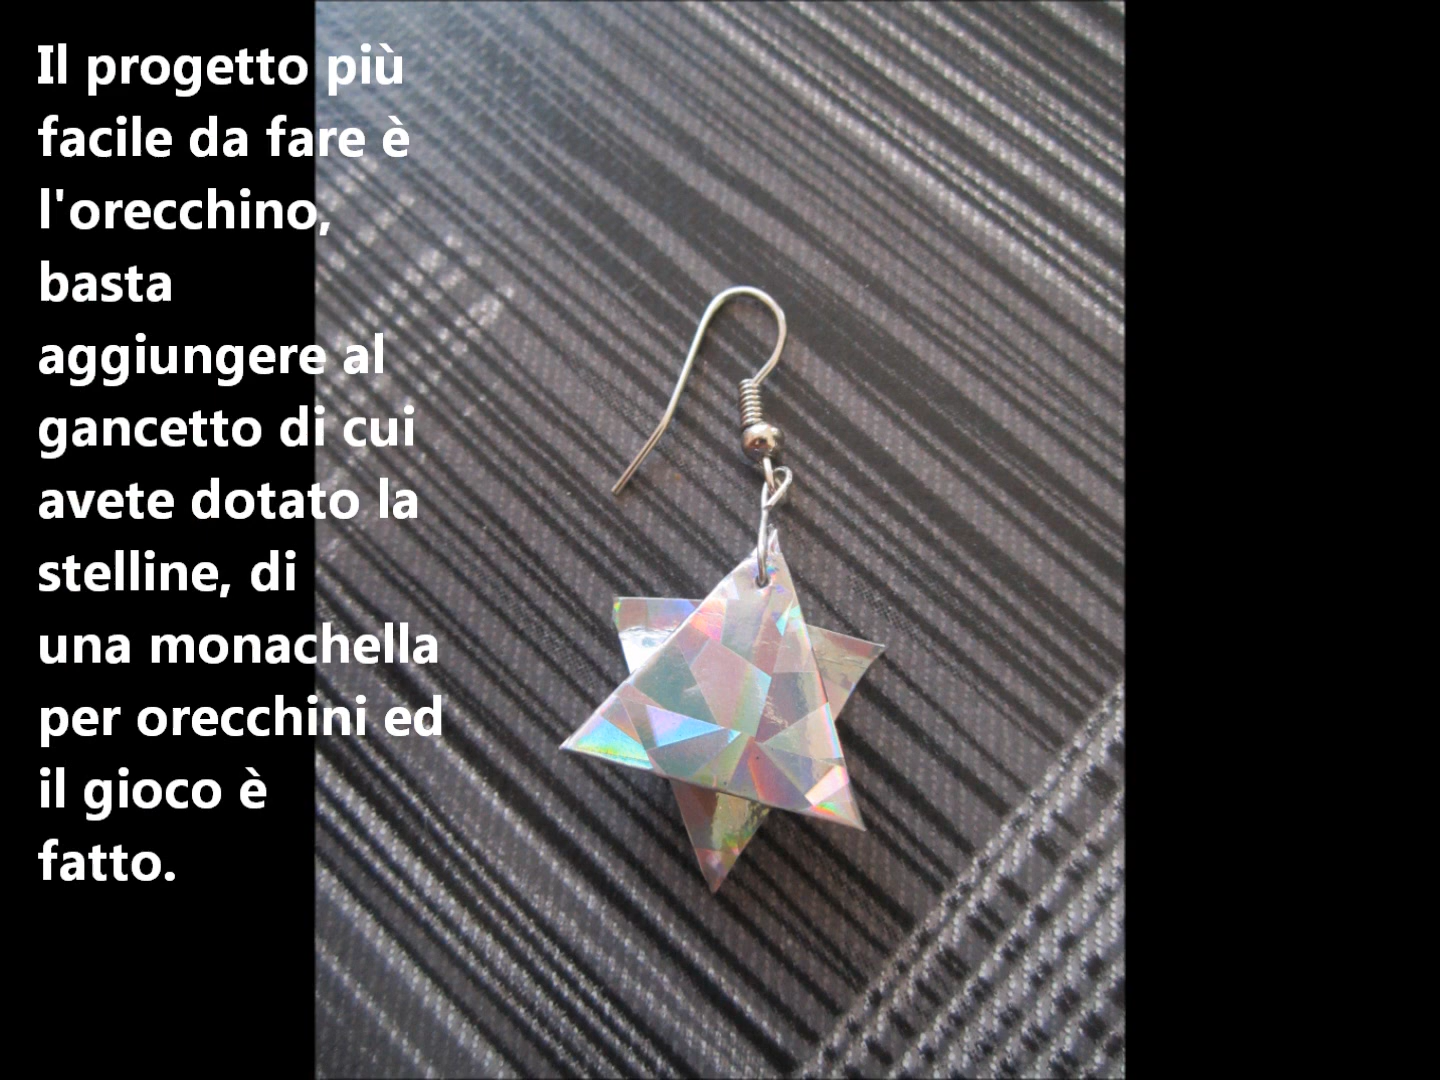 Il progetto più
facile da fare è
l'orecchino,
basta
aggiungere al
gancetto di cui
avete dotato la
stelline, di
una monachella
per orecchini ed
il gioco è
fatto.